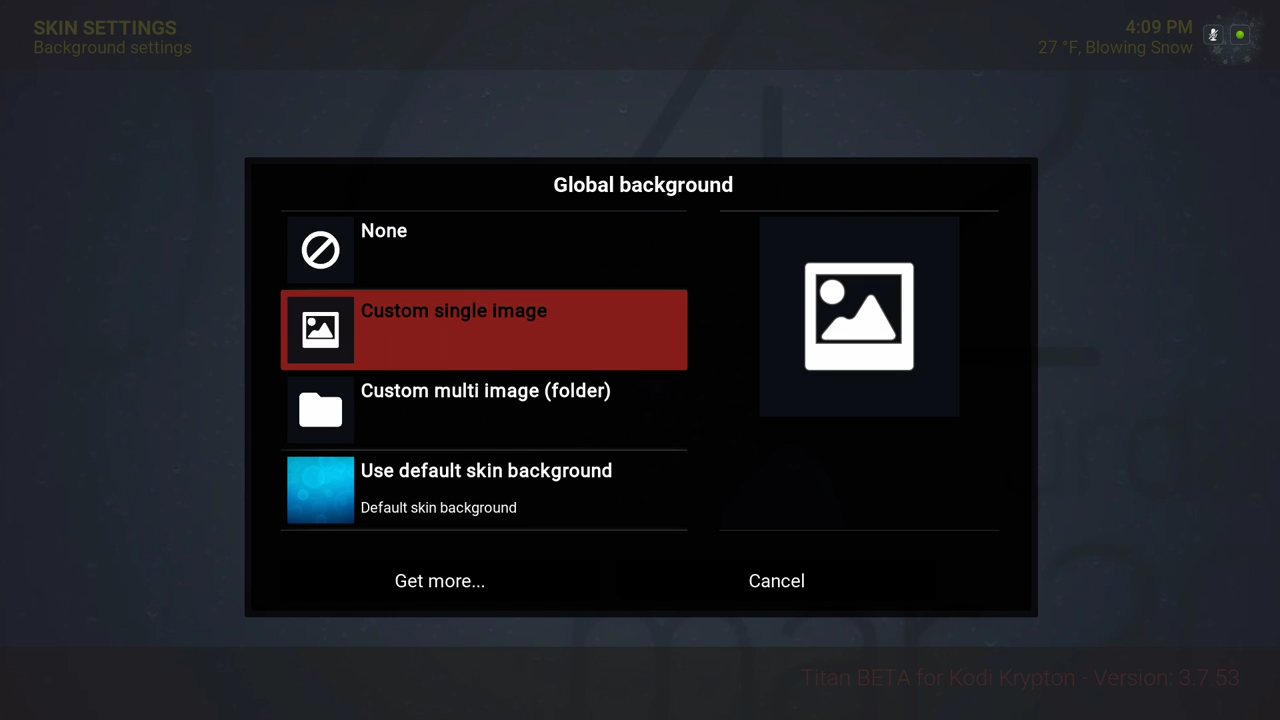 SKIN SETTINGS
Background settings
4:09 PM
27 °F, Blowing Snow
Global background
None
Custom single image
Custom multi image (folder)
Use default skin background
Default skin background
Get more...
Cancel
Titan BETA for Kodi Krypton - Version: 3.7.53